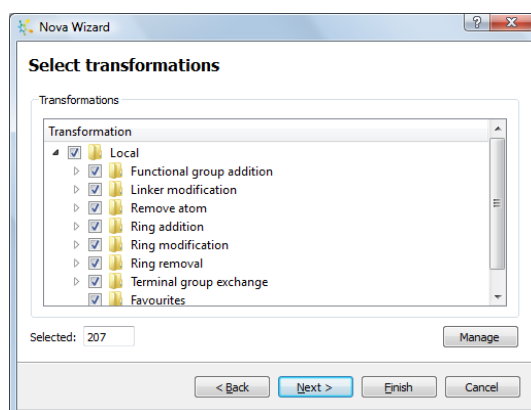 Nova Wizard
Select transformations
Transformations
Transformation
Local
Functional group addition
Linker modification
Remove atom
Ring addition
Ring modification
Ring removal
Terminal group exchange
Favourites
Selected: 207 Manage
< Back Next > Finish Cancel